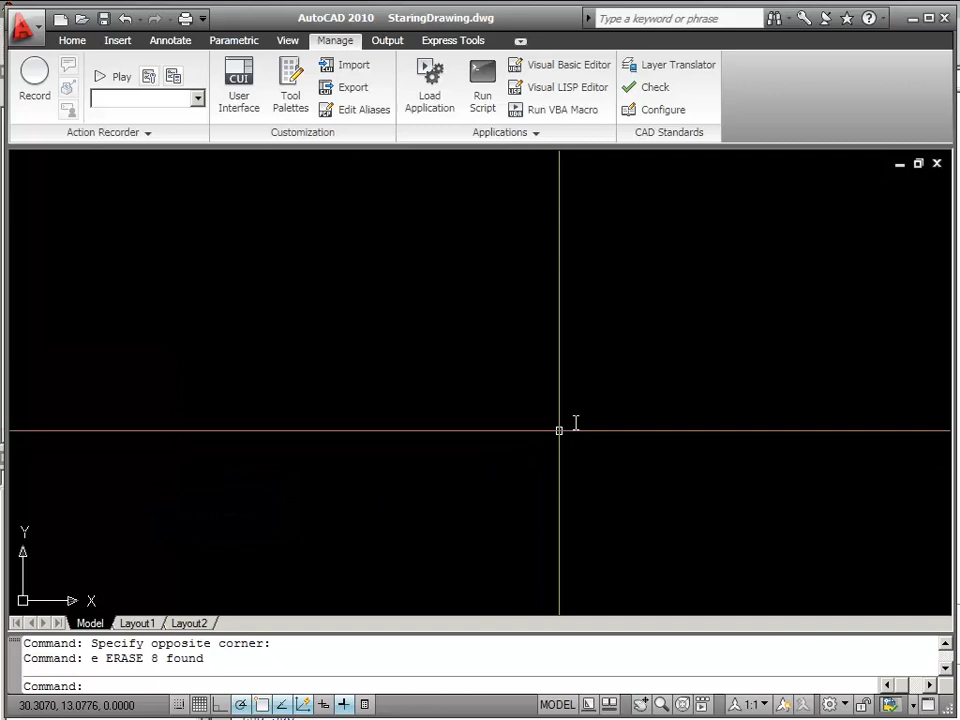 AutoCAD 2010 StaringDrawing.dwg
Type a keyword or phrase
Home Insert Annotate Parametric View Manage Output Express Tools
Record
Play
Action Recorder
CUI
User Interface
Tool Palettes
Import
Export
Edit Aliases
Customization
Load Application
Run Script
Visual Basic Editor
Visual LISP Editor
Run VBA Macro
Applications
Layer Translator
Check
Configure
CAD Standards
Y
X
Model Layout1 Layout2
Command: Specify opposite corner:
Command: e ERASE 8 found
Command:
30.3070, 13.0776, 0.0000
MODEL
1:1